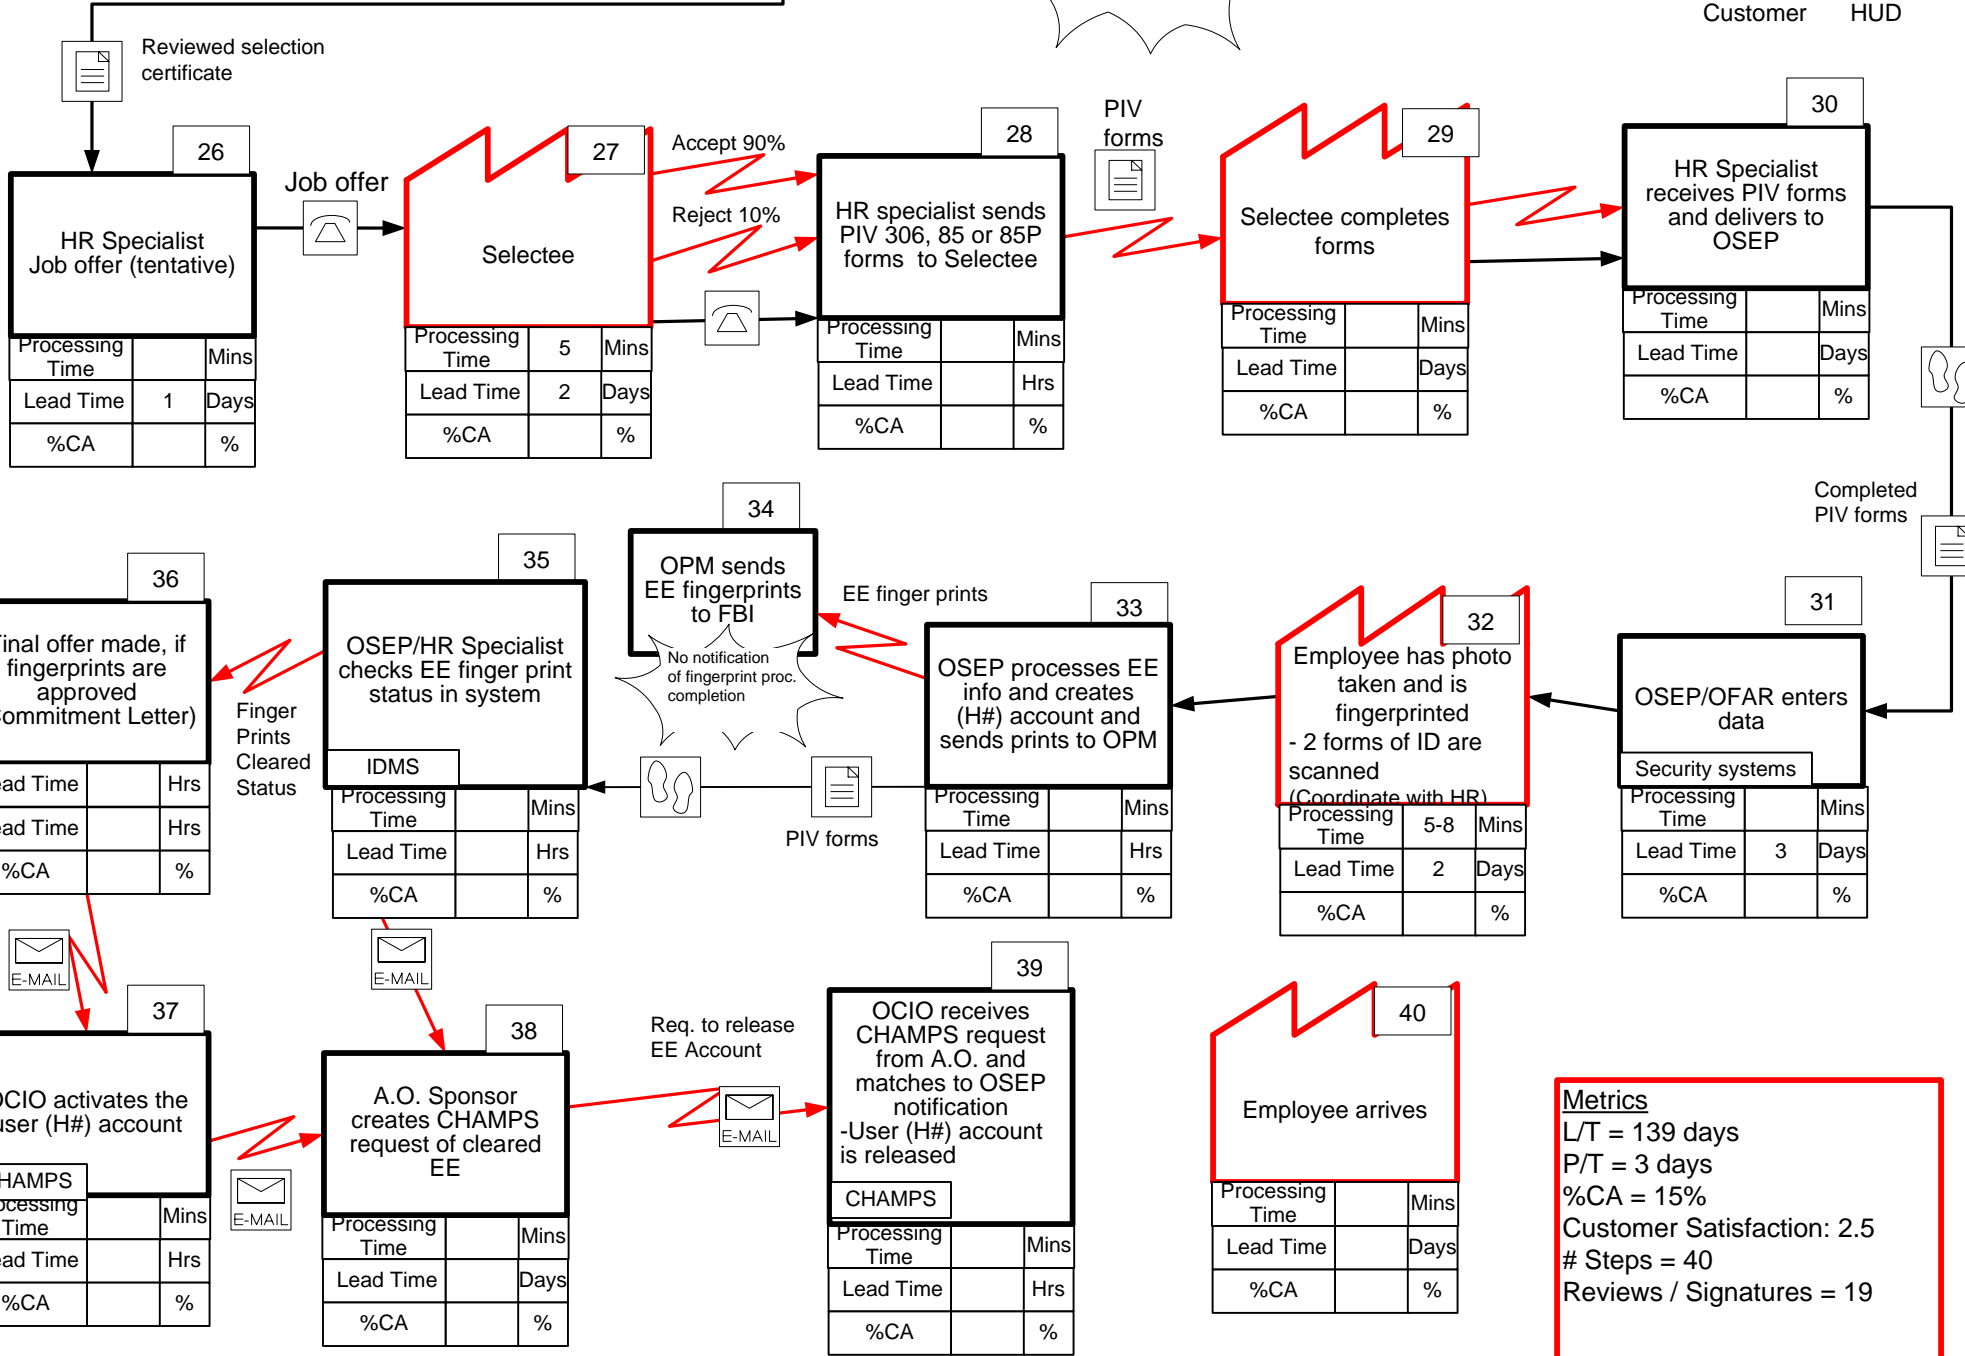 Customer HUD
Reviewed selection
certificate
26
HR Specialist
Job offer (tentative)
Processing
Time
Mins
Lead Time 1 Days
%CA %
Job offer
27
Selectee
Processing
Time
5 Mins
Lead Time 2 Days
%CA %
Accept 90%
Reject 10%
28
HR specialist sends
PIV 306, 85 or 85P
forms to Selectee
Processing
Time
Mins
Lead Time Hrs
%CA %
PIV
forms
29
Selectee completes
forms
Processing
Time
Mins
Lead Time Days
%CA %
30
HR Specialist
receives PIV forms
and delivers to
OSEP
Processing
Time
Mins
Lead Time Days
%CA %
Completed
PIV forms
31
OSEP/OFAR enters
data
Security systems
Processing
Time
Mins
Lead Time 3 Days
%CA %
32
Employee has photo
taken and is
fingerprinted
- 2 forms of ID are
scanned
(Coordinate with HR)
Processing
Time
5-8 Mins
Lead Time 2 Days
%CA %
33
OSEP processes EE
info and creates
(H#) account and
sends prints to OPM
Processing
Time
Mins
Lead Time Hrs
%CA %
EE finger prints
34
OPM sends
EE fingerprints
to FBI
No notification
of fingerprint proc.
completion
PIV forms
35
OSEP/HR Specialist
checks EE finger print
status in system
IDMS
Processing
Time
Mins
Lead Time Hrs
%CA %
Finger
Prints
Cleared
Status
36
inal offer made, if
fingerprints are
approved
ommitment Letter)
ead Time Hrs
ead Time Hrs
%CA %
E-MAIL
E-MAIL
37
OCIO activates the
user (H#) account
HAMPS
ocessing
Time
Mins
ead Time Hrs
%CA %
E-MAIL
38
A.O. Sponsor
creates CHAMPS
request of cleared
EE
Processing
Time
Mins
Lead Time Days
%CA %
Req. to release
EE Account
E-MAIL
39
OCIO receives
CHAMPS request
from A.O. and
matches to OSEP
notification
-User (H#) account
is released
CHAMPS
Processing
Time
Mins
Lead Time Hrs
%CA %
40
Employee arrives
Processing
Time
Mins
Lead Time Days
%CA %
Metrics
L/T = 139 days
P/T = 3 days
%CA = 15%
Customer Satisfaction: 2.5
# Steps = 40
Reviews / Signatures = 19